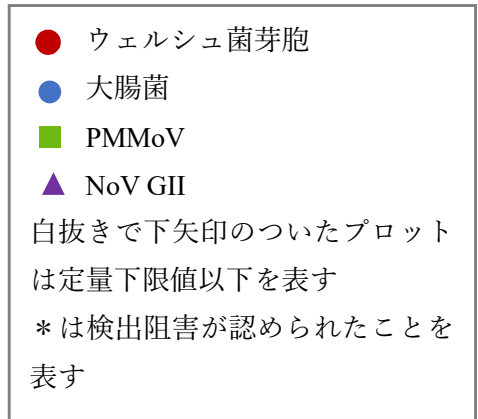 ウェルシュ菌芽胞
大腸菌
PMMoV
NoV GII
白抜きで下矢印のついたプロット
は定量下限値以下を表す
＊は検出阻害が認められたことを
表す